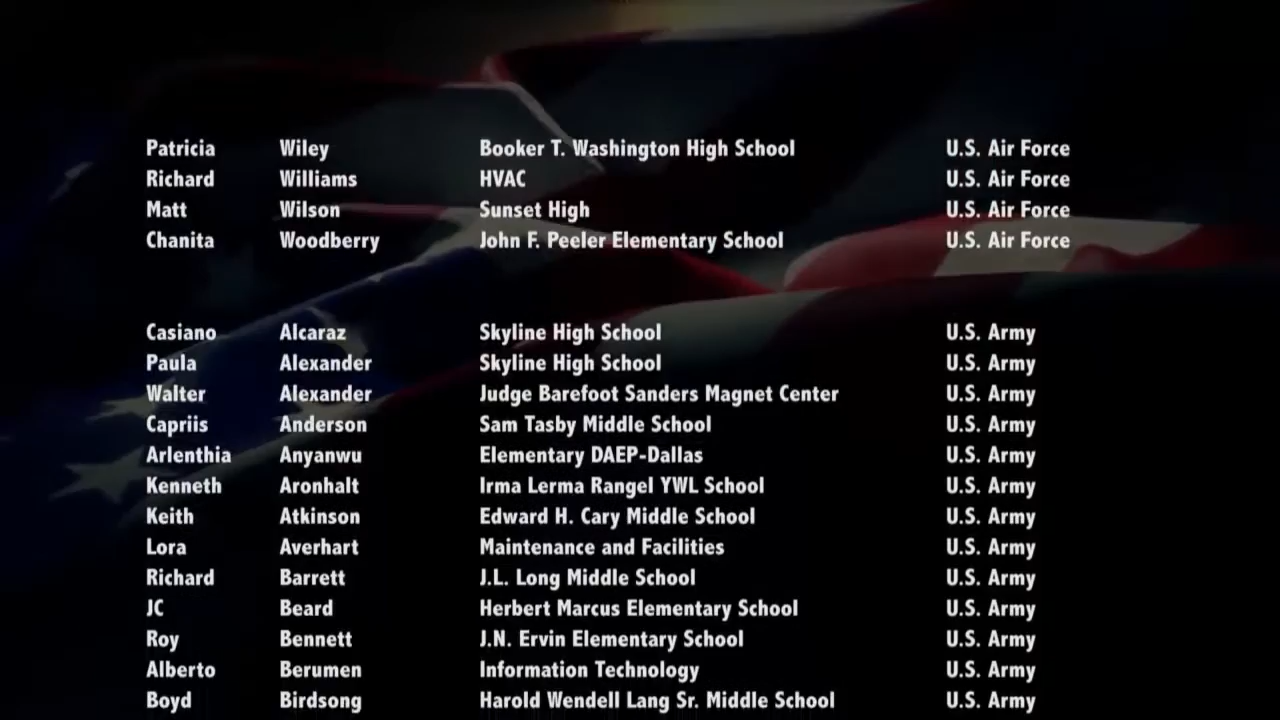 Patricia Wiley Booker T. Washington High School U.S. Air Force
Richard Williams HVAC U.S. Air Force
Matt Wilson Sunset High U.S. Air Force
Chanita Woodberry John F. Peeler Elementary School U.S. Air Force
Casiano Alcaraz Skyline High School U.S. Army
Paula Alexander Skyline High School U.S. Army
Walter Alexander Judge Barefoot Sanders Magnet Center U.S. Army
Capriis Anderson Sam Tasby Middle School U.S. Army
Arlenthia Anyanwu Elementary DAEP-Dallas U.S. Army
Kenneth Aronhalt Irma Lerma Rangel YWL School U.S. Army
Keith Atkinson Edward H. Cary Middle School U.S. Army
Lora Averhart Maintenance and Facilities U.S. Army
Richard Barrett J.L. Long Middle School U.S. Army
JC Beard Herbert Marcus Elementary School U.S. Army
Roy Bennett J.N. Ervin Elementary School U.S. Army
Alberto Berumen Information Technology U.S. Army
Boyd Birdsong Harold Wendell Lang Sr. Middle School U.S. Army